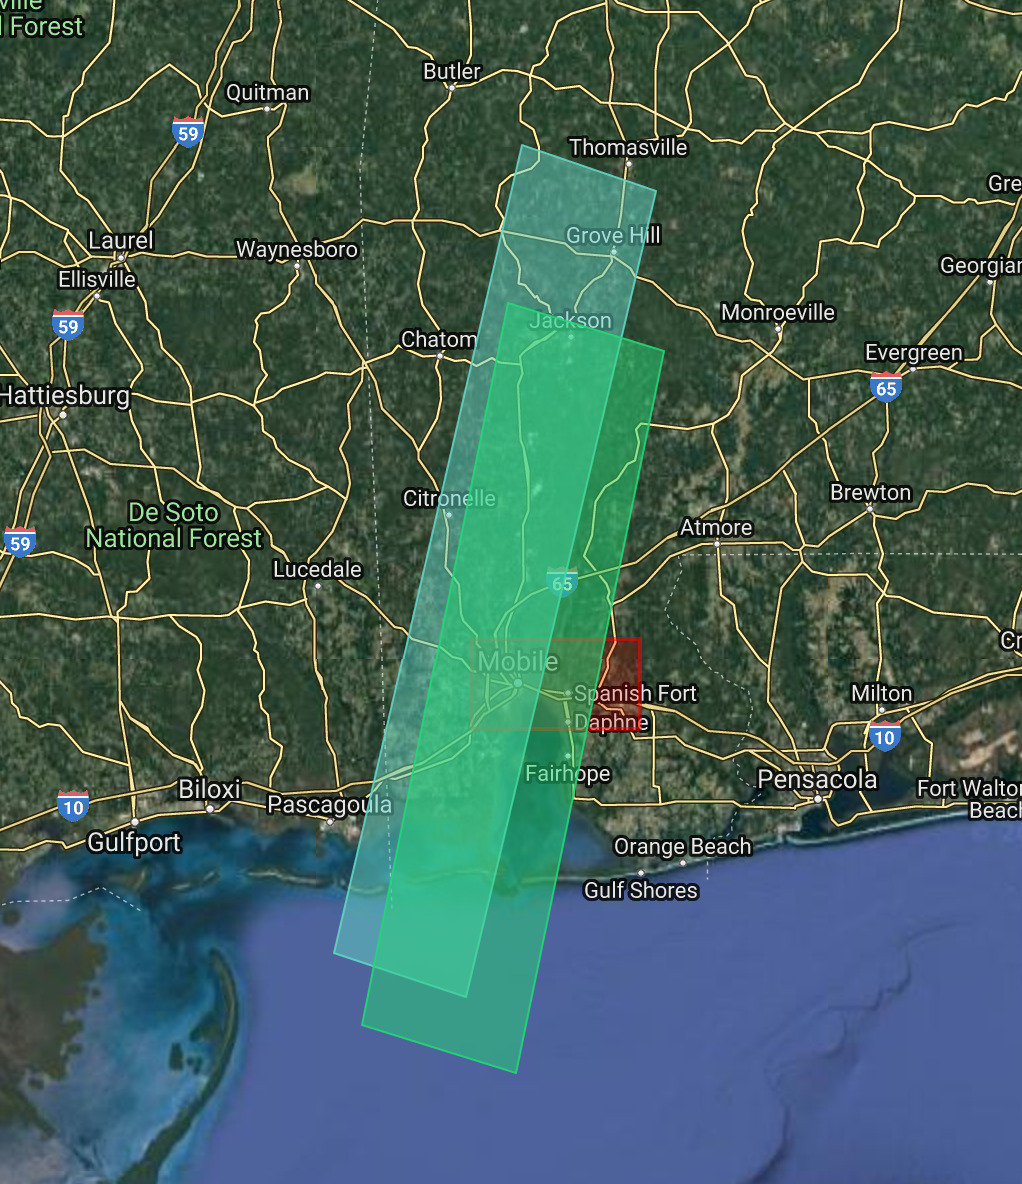 ville
l Forest
Butler
Quitman
59
Thomasville
Gre
Laurel
Waynesboro
Grove Hill
Ellisville
Georgian
59
Jackson
Monroeville
Chatom
Evergreen
65
Hattiesburg
Citronelle
Brewton
De Soto
National Forest
Atmore
59
Lucedale
65
Cr
Mobile
Spanish Fort
Milton
Daphne
10
Fairhope
Pensacola
Biloxi
Pascagoula
Fort Walton
Beach
10
Gulfport
Orange Beach
Gulf Shores